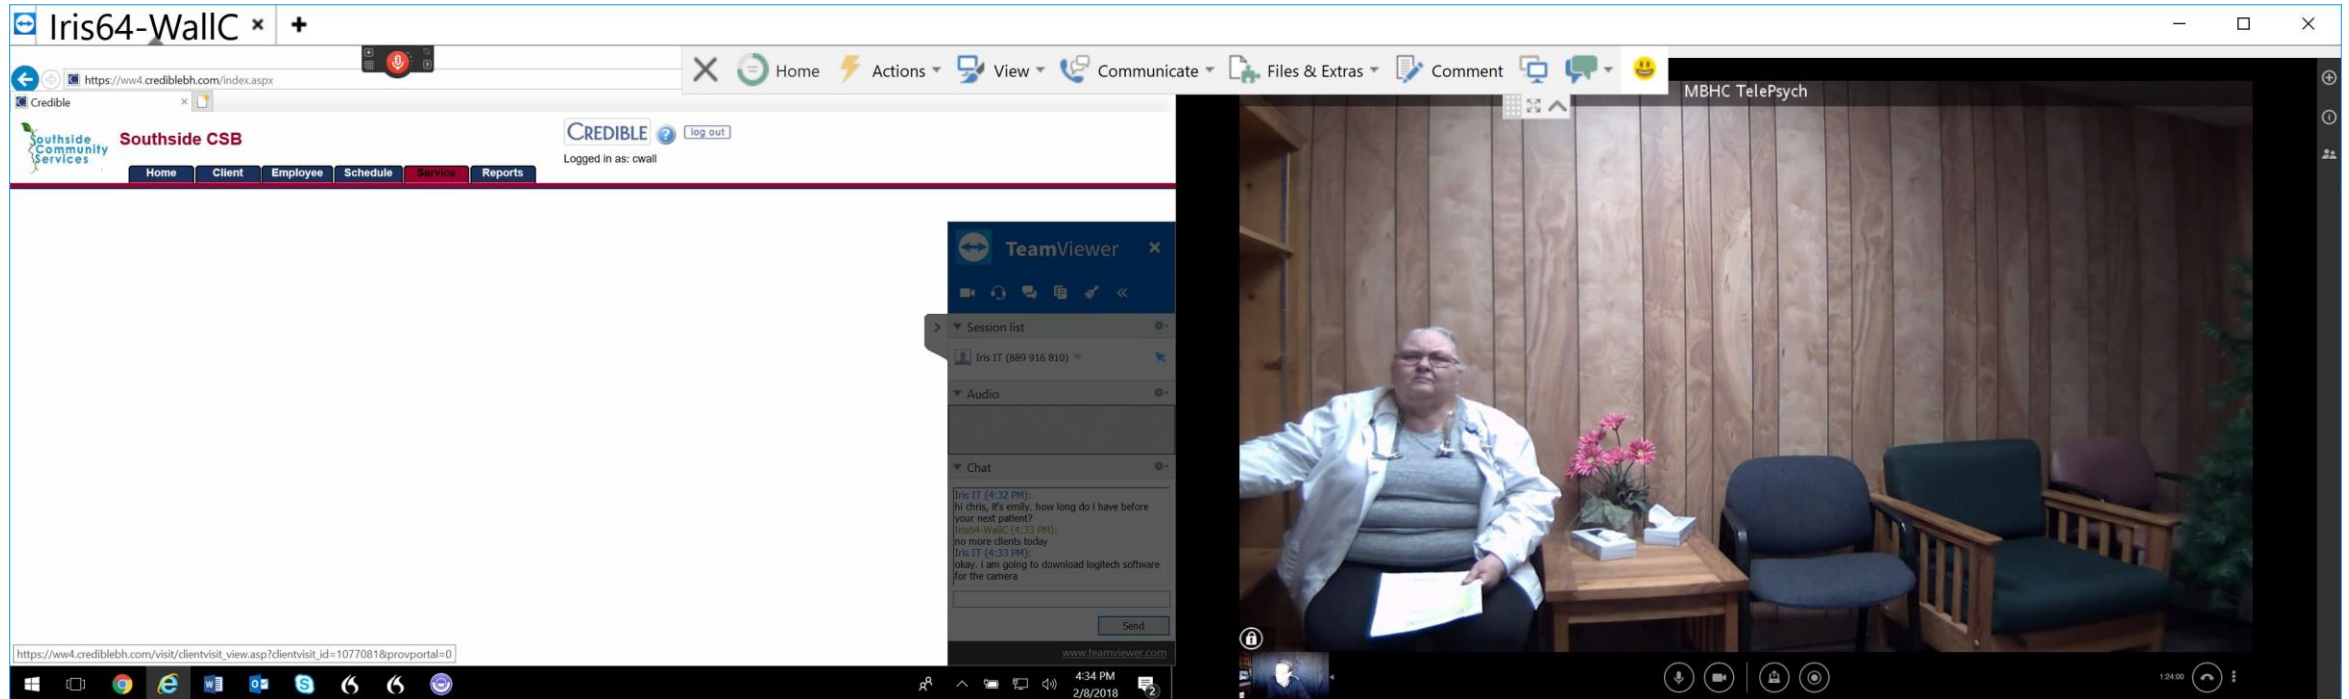 Iris64-WallC
https://ww4.crediblebh.com/index.aspx
Home Actions View Communicate Files & Extras Comment
Credible
MBHC TelePsych
Southside
Community
Services
Southside CSB
CREDIBLE ? log out
Logged in as: cwall
Home Client Employee Schedule Service Reports
TeamViewer
Session list
Iris IT (889 916 810)
Audio
Chat
Iris IT (4:32 PM):
hi chris, it's emily. how long do i have before
your next patient?
Iris64-WallC (4:33 PM):
no more clients today
Iris IT (4:33 PM):
okay. I am going to download logitech software
for the camera
Send
www.teamviewer.com
https://ww4.crediblebh.com/visit/clientvisit_view.asp?clientvisit_id=1077081&provportal=0
4:34 PM
2/8/2018
2
1:24:00